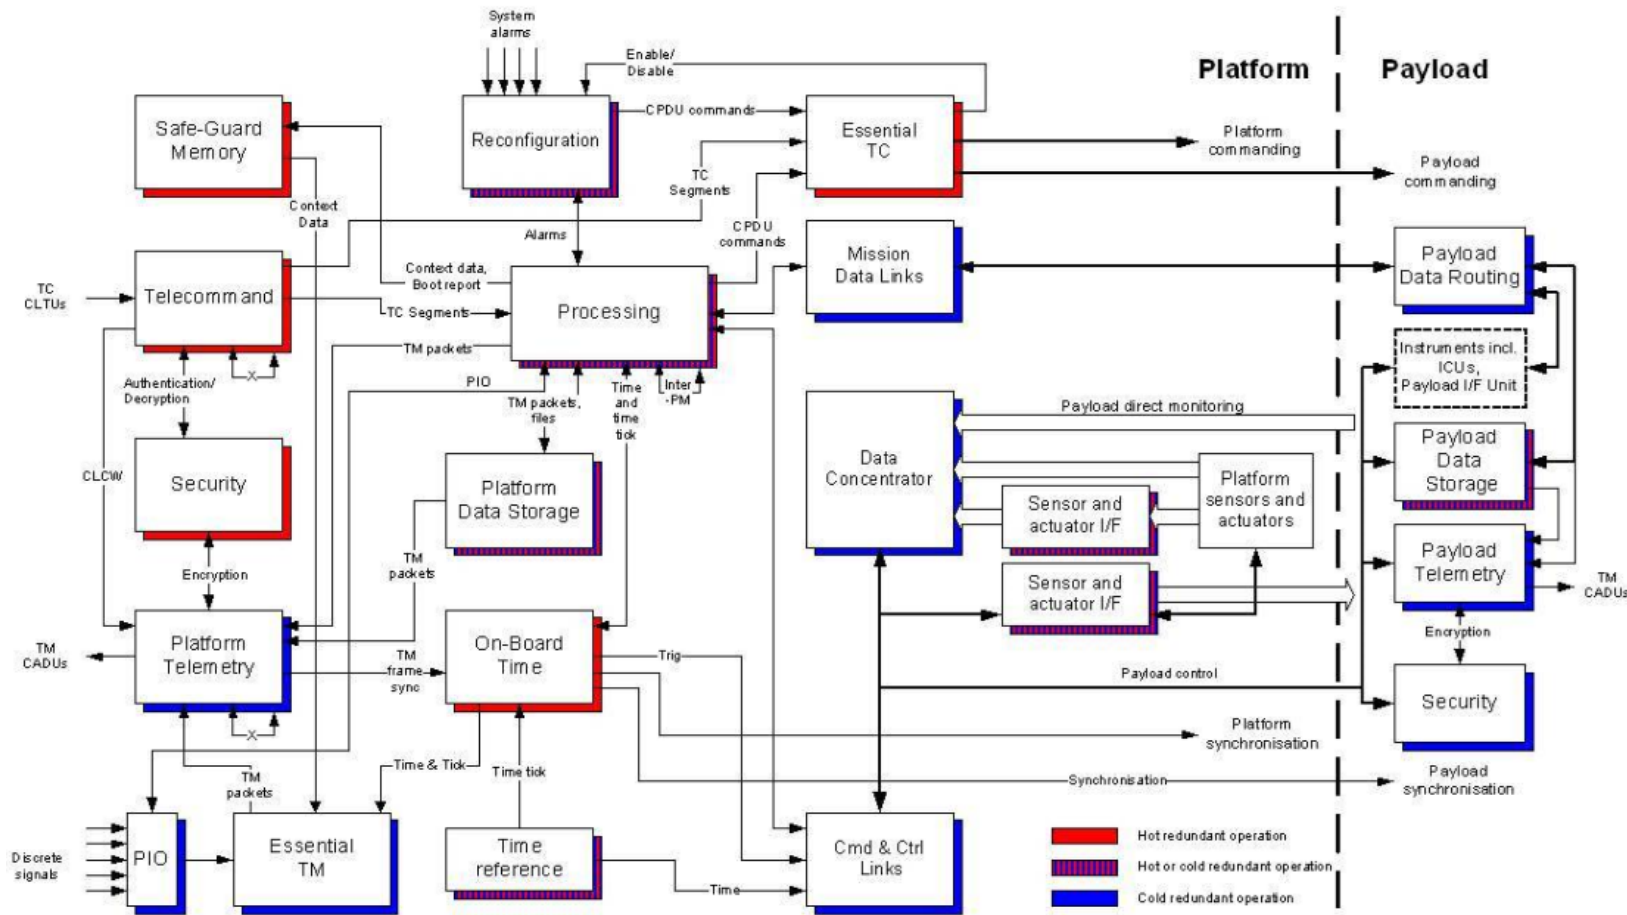 System
alarms
Enable/
Disable
Platform
Payload
Safe-Guard
Memory
Reconfiguration
CPDU commands
Essential
TC
Platform
commanding
Payload
commanding
TC
Segments
Context
Data
Alarms
CPDU
commands
Mission
Data Links
Payload
Data Routing
TC
CLTUs
Telecommand
Context data,
Boot report
TC Segments
Processing
TM packets
X
Authentication/
Decryption
PIO
TM packets,
files
Time
and
time
tick
Inter
-PM
Instruments incl.
ICUs,
Payload I/F Unit
Payload direct monitoring
CLCW
Security
Platform
Data Storage
Data
Concentrator
Sensor and
actuator I/F
Platform
sensors and
actuators
Payload
Data
Storage
Encryption
TM
packets
Sensor and
actuator I/F
Payload
Telemetry
TM
CADUs
Encryption
TM
CADUs
Platform
Telemetry
TM
frame
sync
On-Board
Time
Trig
Payload control
Security
X
Platform
synchronisation
TM
packets
Time & Tick
Time tick
Synchronisation
Payload
synchronisation
Discrete
signals
PIO
Essential
TM
Time
reference
Time
Cmd & Ctrl
Links
Hot redundant operation
Hot or cold redundant operation
Cold redundant operation